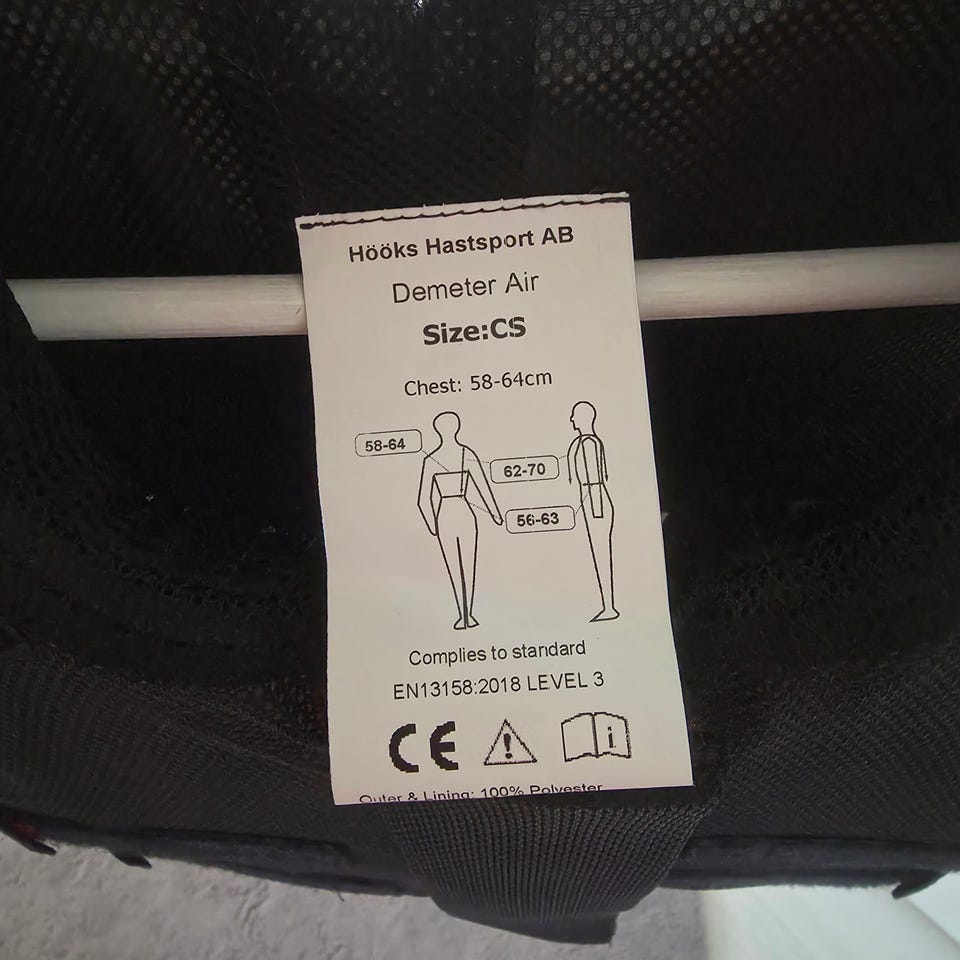 Hööks Hastsport AB
Demeter Air
Size:CS
Chest: 58-64cm
58-64
62-70
56-63
Complies to standard
EN13158:2018 LEVEL 3
CE
i
Outer & Lining: 100% Polyester